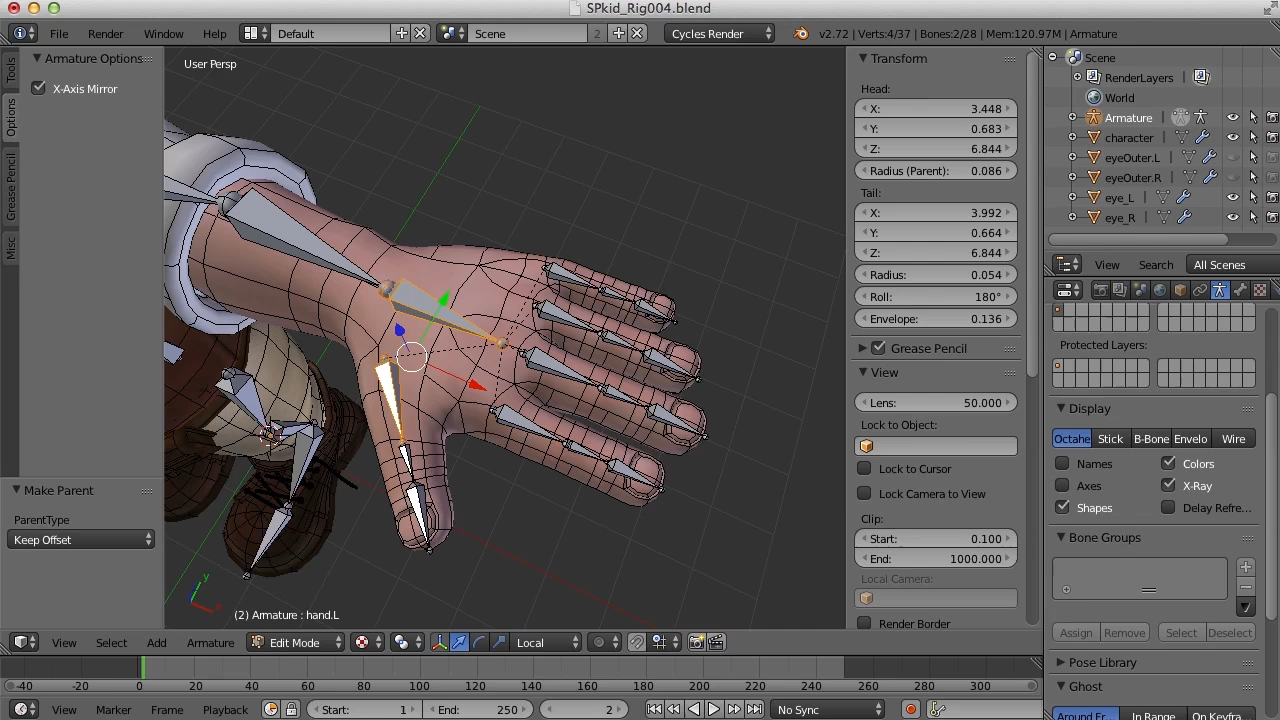 SPkid_Rig004.blend
File Render Window Help Default Scene 2 Cycles Render v2.72 | Verts:4/37 | Bones:2/28 | Mem:120.97M | Armature
Tools
Options
Grease Pencil
Misc
Armature Options
X-Axis Mirror
Make Parent
ParentType
Keep Offset
User Persp
(2) Armature : hand.L
Transform
Head:
X: 3.448
Y: 0.683
Z: 6.844
Radius (Parent): 0.086
Tail:
X: 3.992
Y: 0.664
Z: 6.844
Radius: 0.054
Roll: 180°
Envelope: 0.136
Grease Pencil
View
Lens: 50.000
Lock to Object:
Lock to Cursor
Lock Camera to View
Clip:
Start: 0.100
End: 1000.000
Local Camera:
Render Border
Scene
RenderLayers
World
Armature
character
eyeOuter.L
eyeOuter.R
eye_L
eye_R
View Search All Scenes
Protected Layers:
Display
Octahe Stick B-Bone Envelo Wire
Names Colors
Axes X-Ray
Shapes Delay Refre...
Bone Groups
Assign Remove Select Deselect
Pose Library
Ghost
Around Fr... In Range On Keyfra...
View Select Add Armature Edit Mode Local
-40 -20 0 20 40 60 80 100 120 140 160 180 200 220 240 260 280 300
View Marker Frame Playback Start: 1 End: 250 2 No Sync
x
y